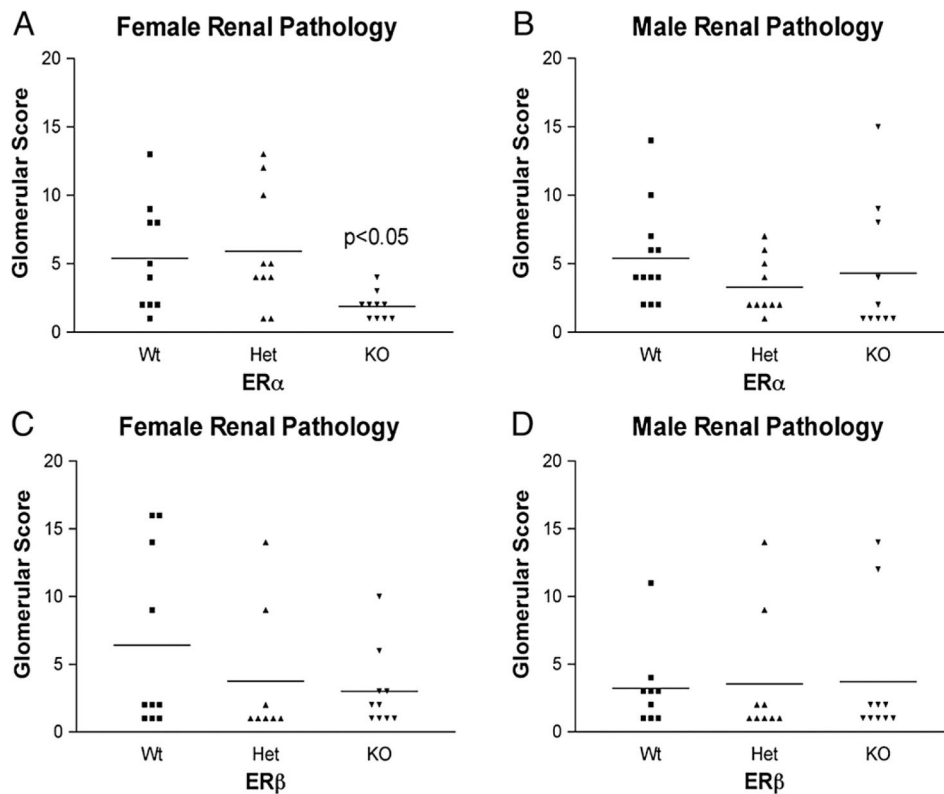 A
Female Renal Pathology
Glomerular Score
20
15
10
5
0
p<0.05
Wt Het KO
ERα
B
Male Renal Pathology
Glomerular Score
20
15
10
5
0
Wt Het KO
ERα
C
Female Renal Pathology
Glomerular Score
20
15
10
5
0
Wt Het KO
ERβ
D
Male Renal Pathology
Glomerular Score
20
15
10
5
0
Wt Het KO
ERβ